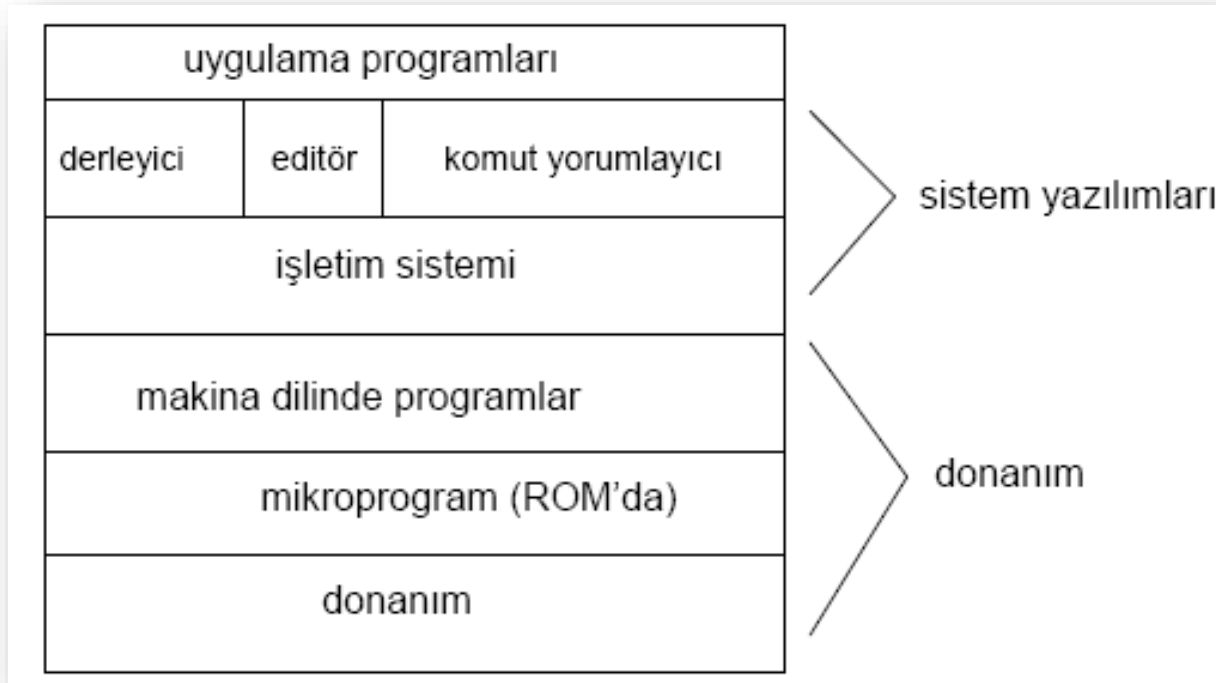 uygulama programları
derleyici
editör
komut yorumlayıcı
sistem yazılımları
işletim sistemi
makina dilinde programlar
donanım
mikroprogram (ROM'da)
donanım